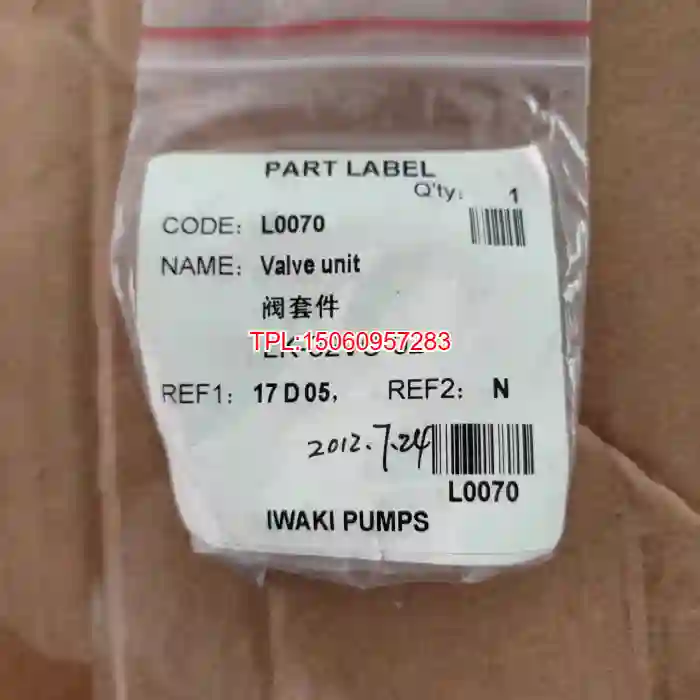 PART LABEL
Q'ty: 1
CODE: L0070
NAME: Valve unit
阀套件
TPL:15060957283
REF1: 17 D 05, REF2: N
2012.7.24
L0070
IWAKI PUMPS